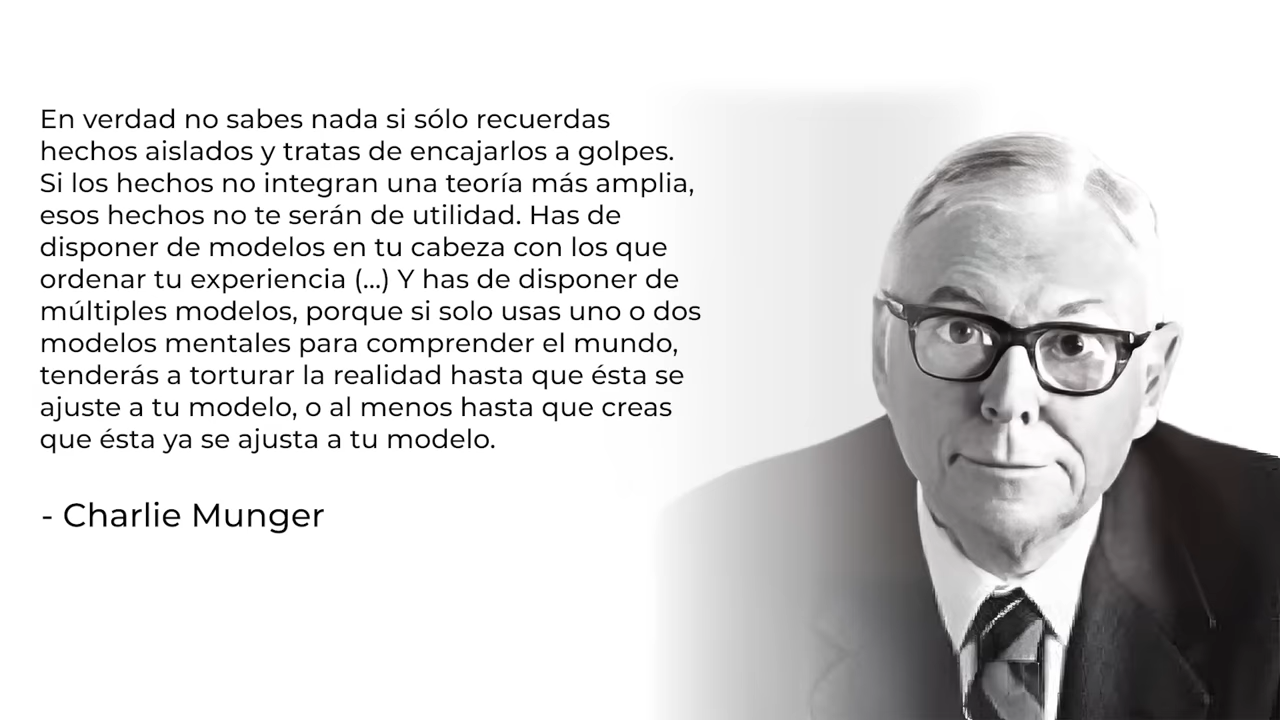 En verdad no sabes nada si sólo recuerdas
hechos aislados y tratas de encajarlos a golpes.
Si los hechos no integran una teoría más amplia,
esos hechos no te serán de utilidad. Has de
disponer de modelos en tu cabeza con los que
ordenar tu experiencia (...) Y has de disponer de
múltiples modelos, porque si solo usas uno o dos
modelos mentales para comprender el mundo,
tenderás a torturar la realidad hasta que ésta se
ajuste a tu modelo, o al menos hasta que creas
que ésta ya se ajusta a tu modelo.
- Charlie Munger